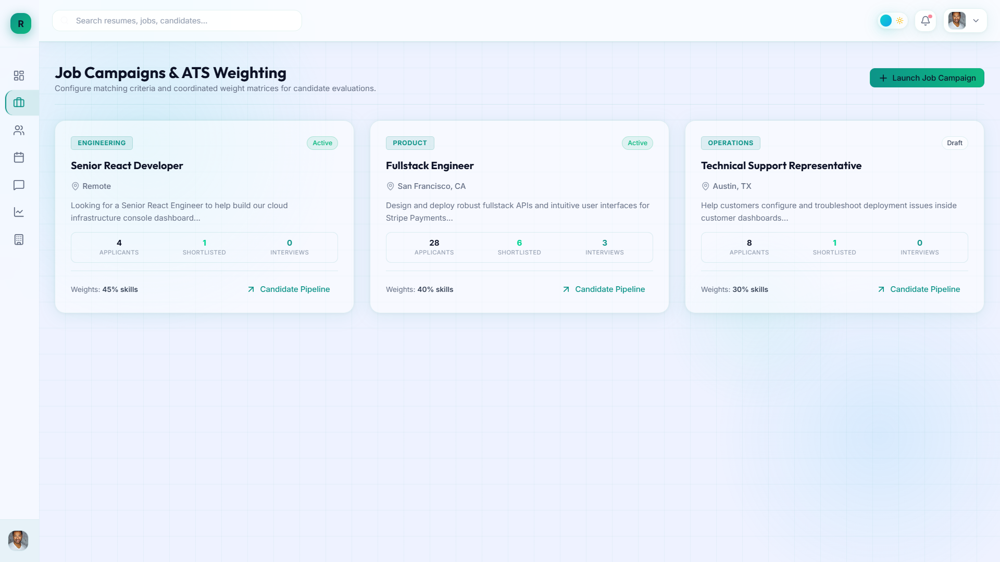 R
Search resumes, jobs, candidates...
Job Campaigns & ATS Weighting
Configure matching criteria and coordinated weight matrices for candidate evaluations.
Launch Job Campaign
ENGINEERING
Active
Senior React Developer
Remote
Looking for a Senior React Engineer to help build our cloud
infrastructure console dashboard...
4
APPLICANTS
1
SHORTLISTED
0
INTERVIEWS
Weights: 45% skills
Candidate Pipeline
PRODUCT
Active
Fullstack Engineer
San Francisco, CA
Design and deploy robust fullstack APIs and intuitive user interfaces for
Stripe Payments...
28
APPLICANTS
6
SHORTLISTED
3
INTERVIEWS
Weights: 40% skills
Candidate Pipeline
OPERATIONS
Draft
Technical Support Representative
Austin, TX
Help customers configure and troubleshoot deployment issues inside
customer dashboards...
8
APPLICANTS
1
SHORTLISTED
0
INTERVIEWS
Weights: 30% skills
Candidate Pipeline